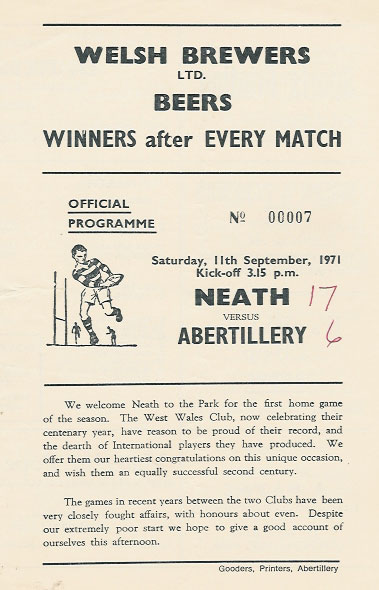 WELSH BREWERS
LTD.
BEERS
WINNERS after EVERY MATCH
OFFICIAL
PROGRAMME
Nº 00007
Saturday, 11th September, 1971
Kick-off 3.15 p.m.
NEATH 17
VERSUS
ABERTILLERY 6
We welcome Neath to the Park for the first home game
of the season. The West Wales Club, now celebrating their
centenary year, have reason to be proud of their record, and
the dearth of International players they have produced. We
offer them our heartiest congratulations on this unique occasion,
and wish them an equally successful second century.
The games in recent years between the two Clubs have been
very closely fought affairs, with honours about even. Despite
our extremely poor start we hope to give a good account of
ourselves this afternoon.
Gooders, Printers, Abertillery